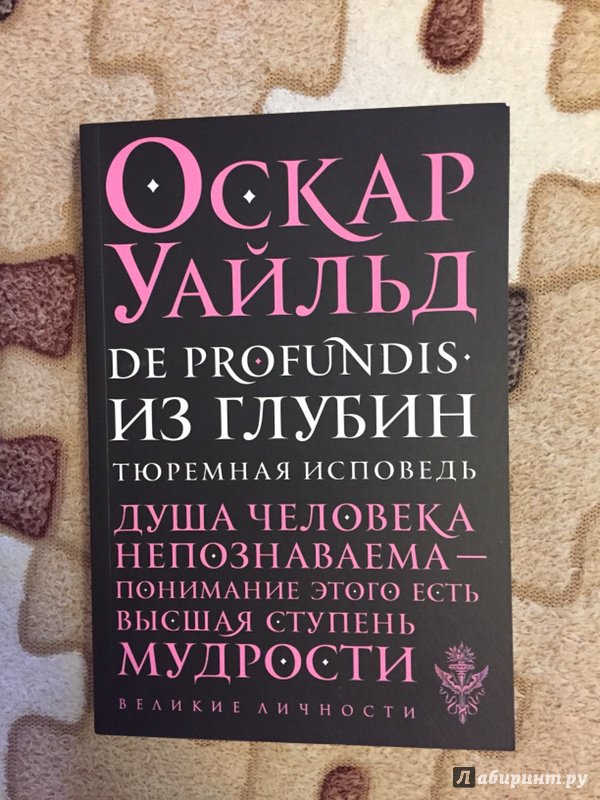 ОСКАР
УАЙЛЬД
DE PROFUNDIS
ИЗ ГЛУБИН
ТЮРЕМНАЯ ИСПОВЕДЬ
ДУША ЧЕЛОВЕКА
НЕПОЗНАВАЕМА —
ПОНИМАНИЕ ЭТОГО ЕСТЬ
ВЫСШАЯ СТУПЕНЬ
МУДРОСТИ
ВЕЛИКИЕ ЛИЧНОСТИ
Лабиринт.ру